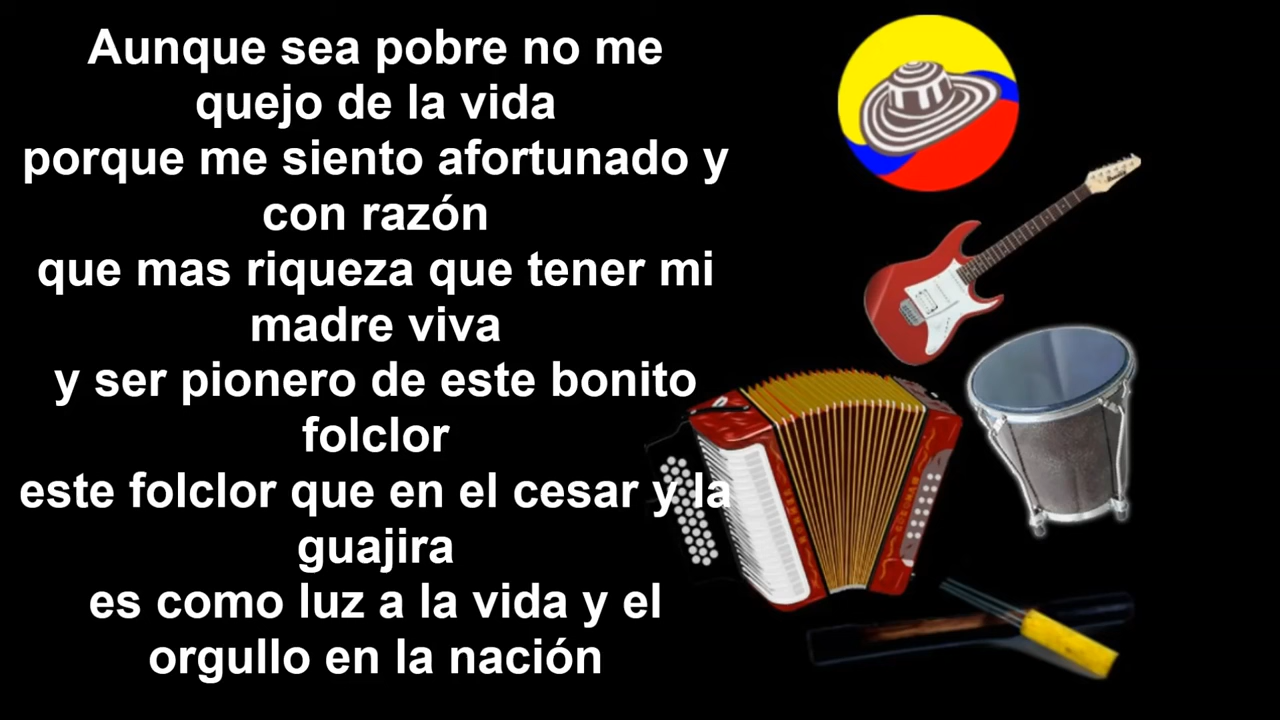 Aunque sea pobre no me
quejo de la vida
porque me siento afortunado y
con razón
que mas riqueza que tener mi
madre viva
y ser pionero de este bonito
folclor
este folclor que en el cesar y la
guajira
es como luz a la vida y el
orgullo en la nación